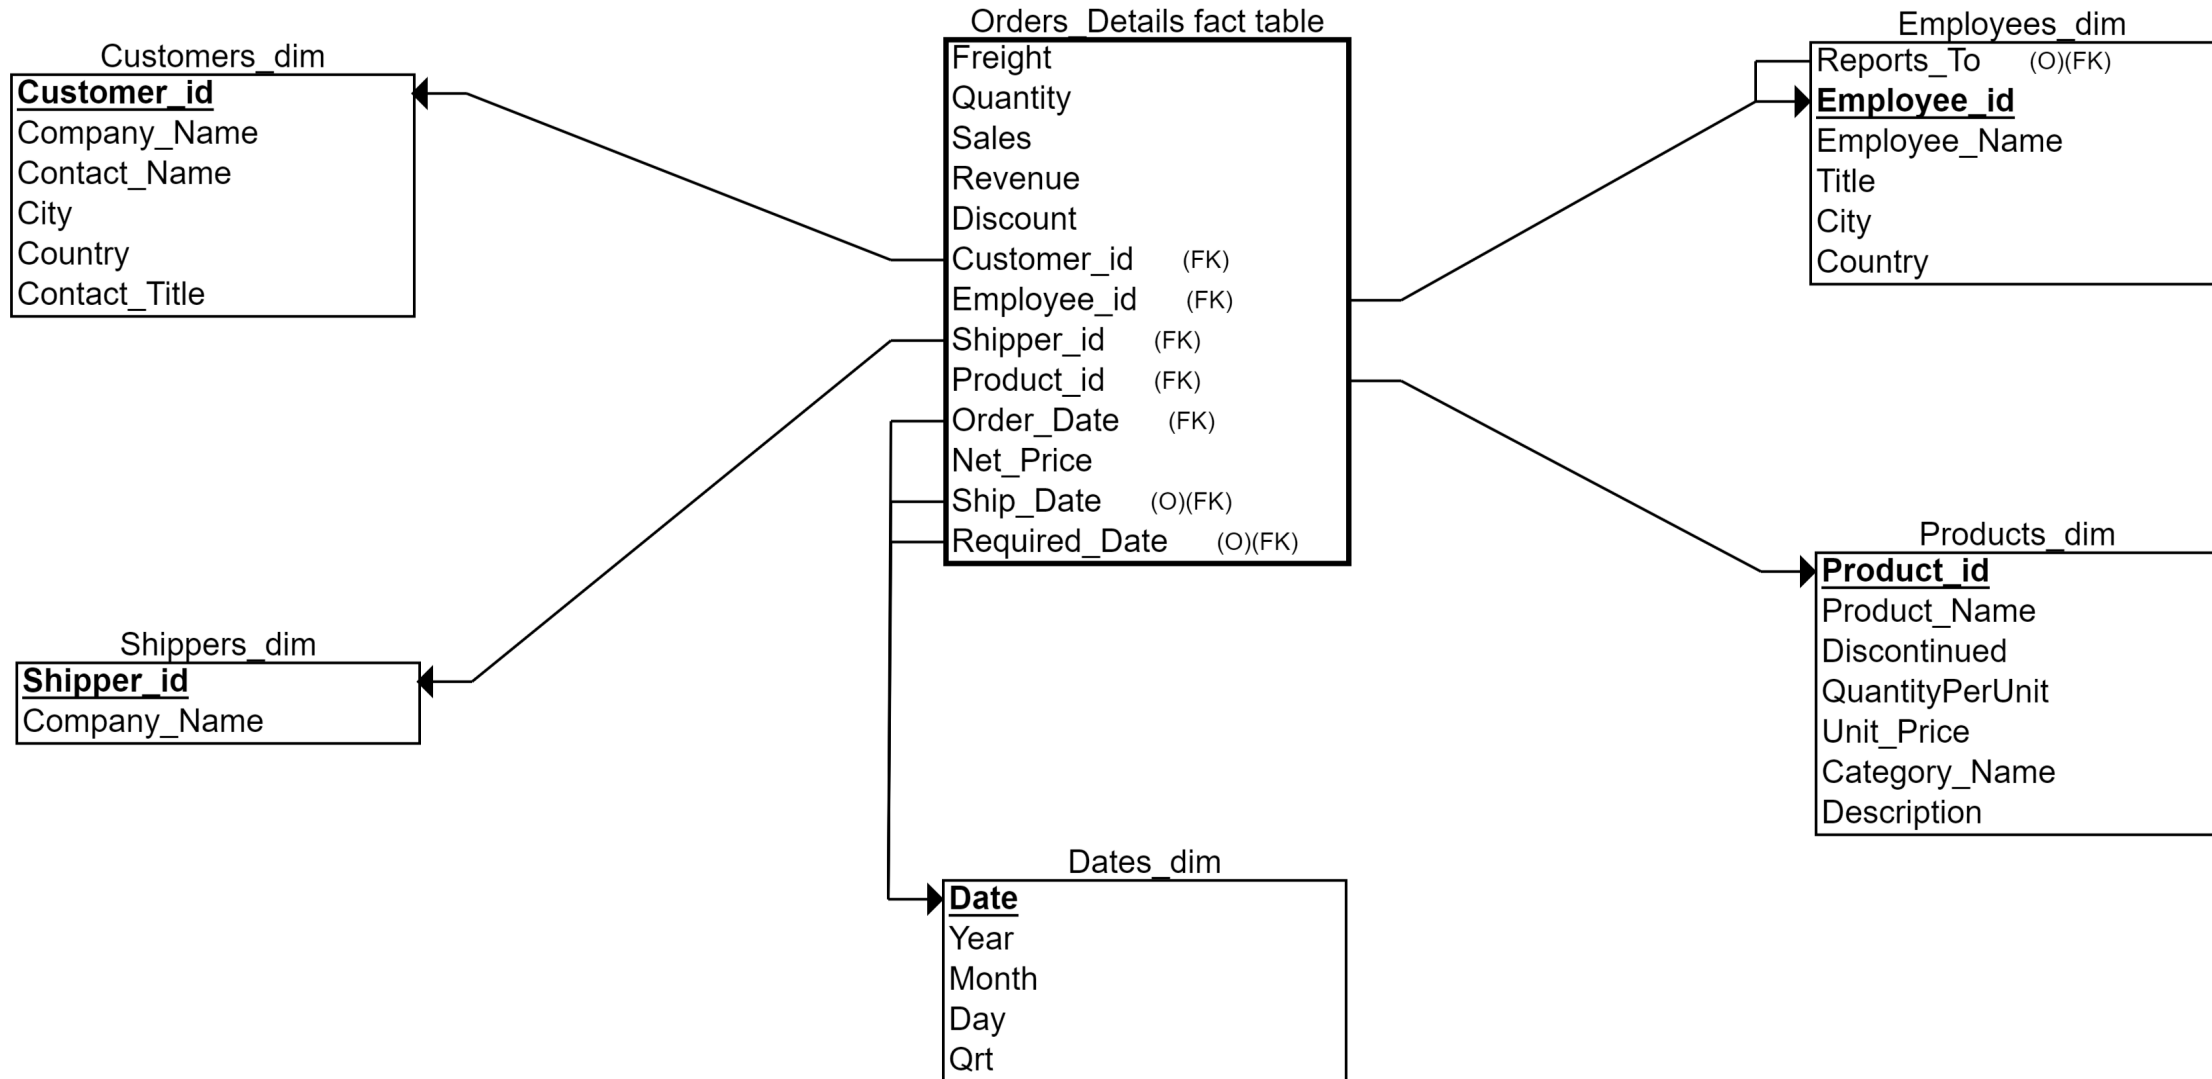 Customers_dim
Customer_id
Company_Name
Contact_Name
City
Country
Contact_Title
Orders_Details fact table
Freight
Quantity
Sales
Revenue
Discount
Customer_id (FK)
Employee_id (FK)
Shipper_id (FK)
Product_id (FK)
Order_Date (FK)
Net_Price
Ship_Date (O)(FK)
Required_Date (O)(FK)
Employees_dim
Reports_To (O)(FK)
Employee_id
Employee_Name
Title
City
Country
Shippers_dim
Shipper_id
Company_Name
Products_dim
Product_id
Product_Name
Discontinued
QuantityPerUnit
Unit_Price
Category_Name
Description
Dates_dim
Date
Year
Month
Day
Qrt